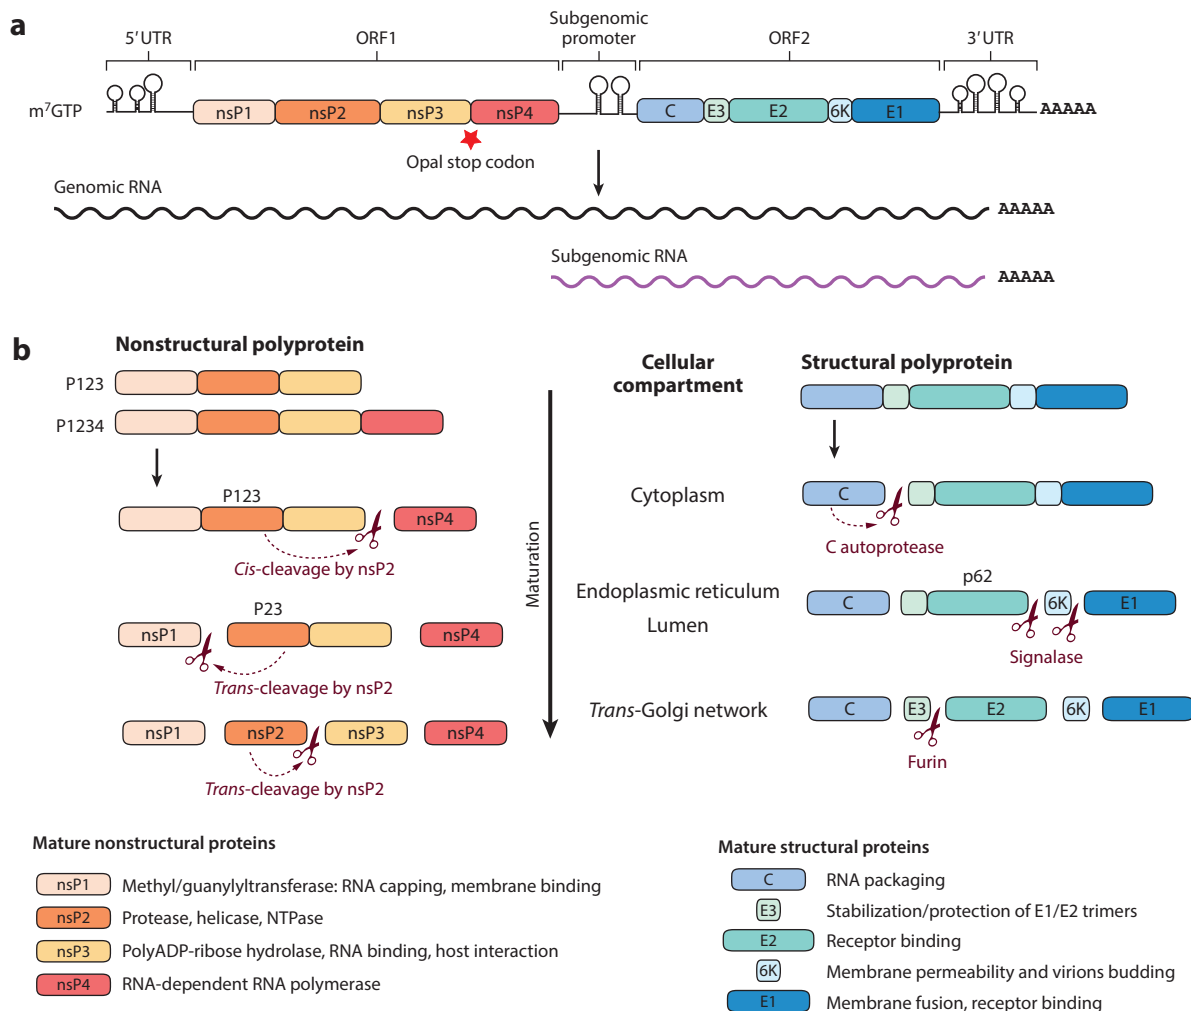 a
5′ UTR
ORF1
Subgenomic
promoter
ORF2
3′ UTR
m⁷GTP
nsP1
nsP2
nsP3
nsP4
C
E3
E2
6K
E1
AAAAA
Opal stop codon
Genomic RNA
AAAAA
Subgenomic RNA
AAAAA
b
Nonstructural polyprotein
P123
P1234
P123
nsP4
Cis-cleavage by nsP2
P23
nsP1
nsP4
Trans-cleavage by nsP2
nsP1
nsP2
nsP3
nsP4
Trans-cleavage by nsP2
Maturation
Cellular
compartment
Structural polyprotein
Cytoplasm
C
C autoprotease
Endoplasmic reticulum
Lumen
p62
C
6K
E1
Signalase
Trans-Golgi network
C
E3
E2
6K
E1
Furin
Mature nonstructural proteins
nsP1 Methyl/guanylyltransferase: RNA capping, membrane binding
nsP2 Protease, helicase, NTPase
nsP3 PolyADP-ribose hydrolase, RNA binding, host interaction
nsP4 RNA-dependent RNA polymerase
Mature structural proteins
C RNA packaging
E3 Stabilization/protection of E1/E2 trimers
E2 Receptor binding
6K Membrane permeability and virions budding
E1 Membrane fusion, receptor binding